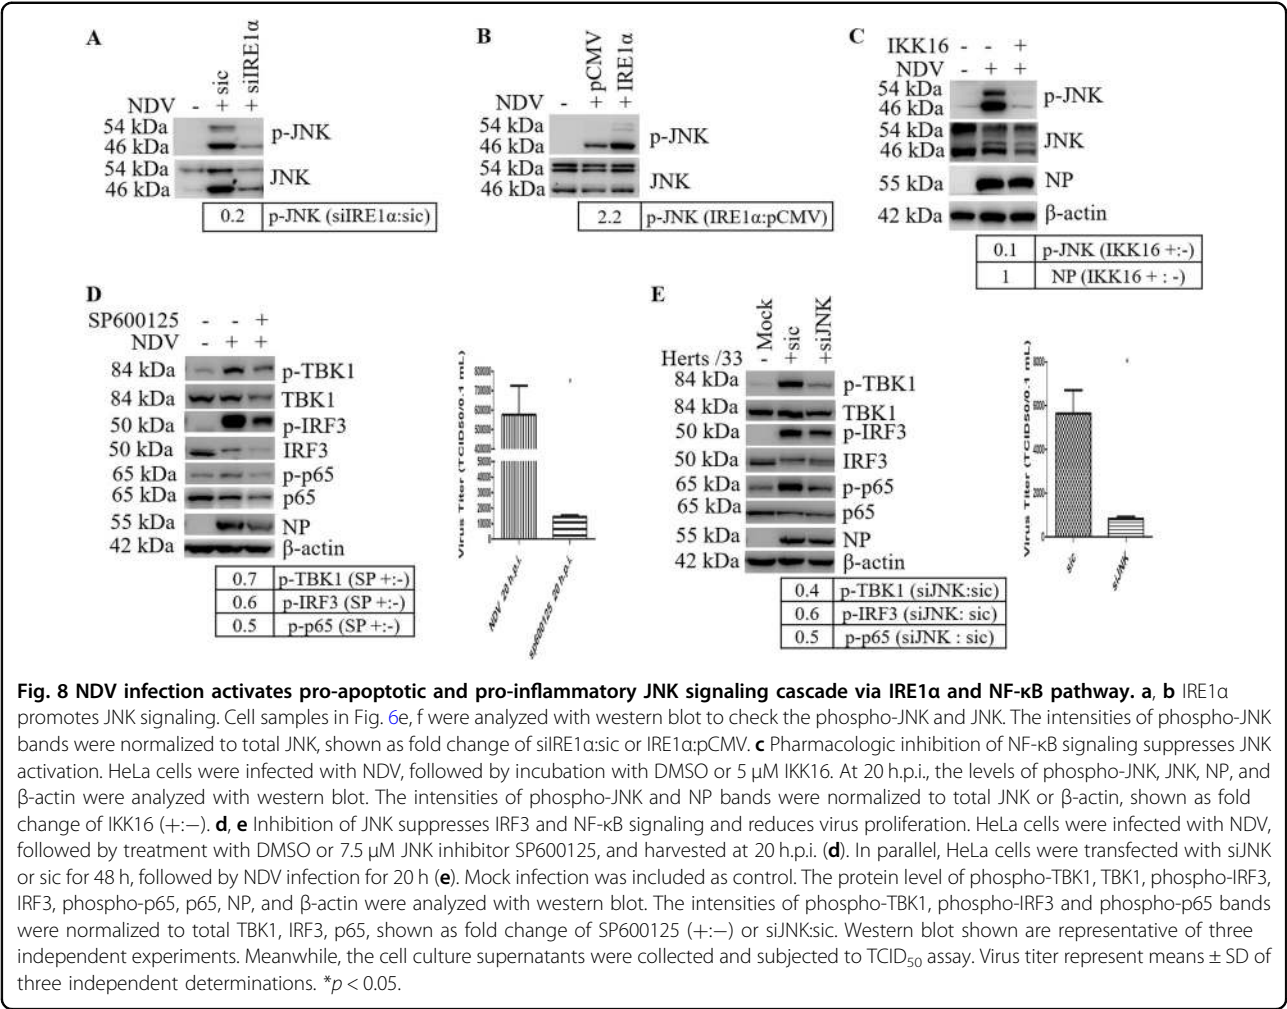 A
sic
siIRE1α
NDV - + +
54 kDa
46 kDa
p-JNK
54 kDa
46 kDa
JNK
0.2 p-JNK (siIRE1α:sic)
B
pCMV
IRE1α
NDV - + +
54 kDa
46 kDa
p-JNK
54 kDa
46 kDa
JNK
2.2 p-JNK (IRE1α:pCMV)
C
IKK16 - - +
NDV - + +
54 kDa
46 kDa
p-JNK
54 kDa
46 kDa
JNK
55 kDa NP
42 kDa β-actin
0.1 p-JNK (IKK16 +:-)
1 NP (IKK16 + : -)
D
SP600125 - - +
NDV - + +
84 kDa p-TBK1
84 kDa TBK1
50 kDa p-IRF3
50 kDa IRF3
65 kDa p-p65
65 kDa p65
55 kDa NP
42 kDa β-actin
0.7 p-TBK1 (SP +:-)
0.6 p-IRF3 (SP +:-)
0.5 p-p65 (SP +:-)
Virus Titer (TCID50/0.1 mL)
800000
700000
600000
500000
400000
50000
40000
30000
20000
10000
0
NDV 20 h.p.i.
sp600125 20 h.p.i.
E
Mock
sic
siJNK
Herts /33 - + +
84 kDa p-TBK1
84 kDa TBK1
50 kDa p-IRF3
50 kDa IRF3
65 kDa p-p65
65 kDa p65
55 kDa NP
42 kDa β-actin
0.4 p-TBK1 (siJNK:sic)
0.6 p-IRF3 (siJNK: sic)
0.5 p-p65 (siJNK : sic)
Virus Titer (TCID50/0.1 mL)
8000
6000
4000
2000
0
sic
siJNK
Fig. 8 NDV infection activates pro-apoptotic and pro-inflammatory JNK signaling cascade via IRE1α and NF-κB pathway. a, b IRE1α
promotes JNK signaling. Cell samples in Fig. 6e, f were analyzed with western blot to check the phospho-JNK and JNK. The intensities of phospho-JNK
bands were normalized to total JNK, shown as fold change of siIRE1α:sic or IRE1α:pCMV. c Pharmacologic inhibition of NF-κB signaling suppresses JNK
activation. HeLa cells were infected with NDV, followed by incubation with DMSO or 5 μM IKK16. At 20 h.p.i., the levels of phospho-JNK, JNK, NP, and
β-actin were analyzed with western blot. The intensities of phospho-JNK and NP bands were normalized to total JNK or β-actin, shown as fold
change of IKK16 (+:−). d, e Inhibition of JNK suppresses IRF3 and NF-κB signaling and reduces virus proliferation. HeLa cells were infected with NDV,
followed by treatment with DMSO or 7.5 μM JNK inhibitor SP600125, and harvested at 20 h.p.i. (d). In parallel, HeLa cells were transfected with siJNK
or sic for 48 h, followed by NDV infection for 20 h (e). Mock infection was included as control. The protein level of phospho-TBK1, TBK1, phospho-IRF3,
IRF3, phospho-p65, p65, NP, and β-actin were analyzed with western blot. The intensities of phospho-TBK1, phospho-IRF3 and phospho-p65 bands
were normalized to total TBK1, IRF3, p65, shown as fold change of SP600125 (+:−) or siJNK:sic. Western blot shown are representative of three
independent experiments. Meanwhile, the cell culture supernatants were collected and subjected to TCID50 assay. Virus titer represent means ± SD of
three independent determinations. *p < 0.05.